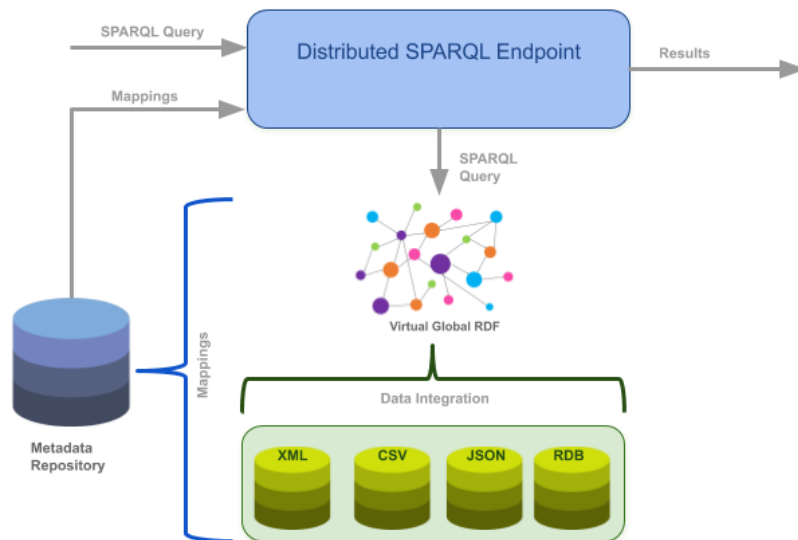 SPARQL Query
Distributed SPARQL Endpoint
Results
Mappings
SPARQL
Query
Virtual Global RDF
Mappings
Data Integration
XML
CSV
JSON
RDB
Metadata
Repository